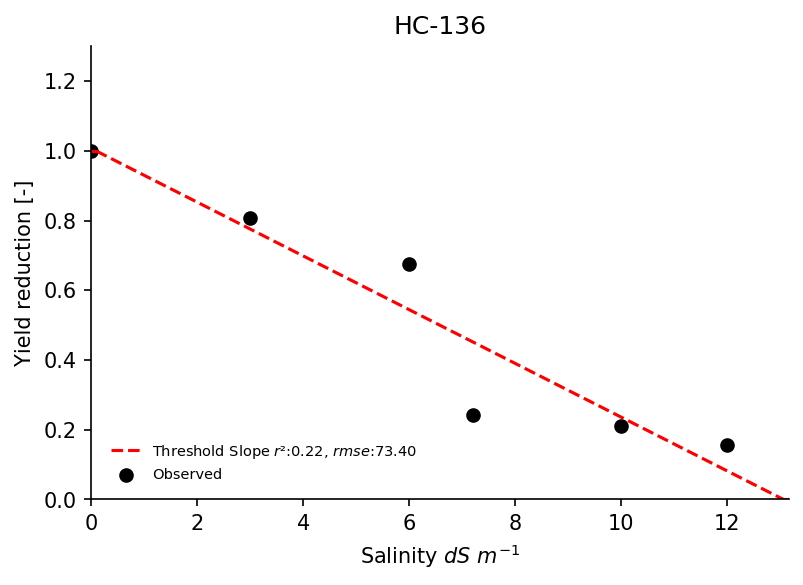 HC-136
Yield reduction [-]
1.2
1.0
0.8
0.6
0.4
0.2
0.0
Threshold Slope r²:0.22, rmse:73.40
Observed
0 2 4 6 8 10 12
Salinity dS m⁻¹